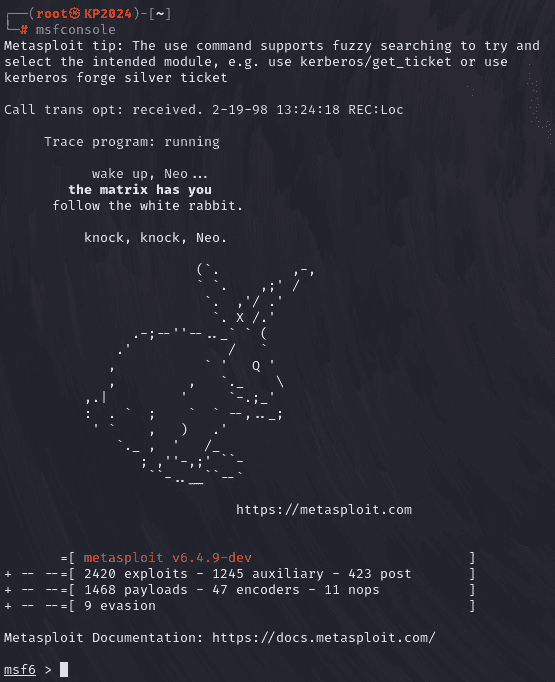 ┌──(root㉿KP2024)-[~]
└─# msfconsole
Metasploit tip: The use command supports fuzzy searching to try and
select the intended module, e.g. use kerberos/get_ticket or use
kerberos forge silver ticket
Call trans opt: received. 2-19-98 13:24:18 REC:Loc
Trace program: running
wake up, Neo...
the matrix has you
follow the white rabbit.
knock, knock, Neo.
https://metasploit.com
=[ metasploit v6.4.9-dev ]
+ -- --=[ 2420 exploits - 1245 auxiliary - 423 post ]
+ -- --=[ 1468 payloads - 47 encoders - 11 nops ]
+ -- --=[ 9 evasion ]
Metasploit Documentation: https://docs.metasploit.com/
msf6 >